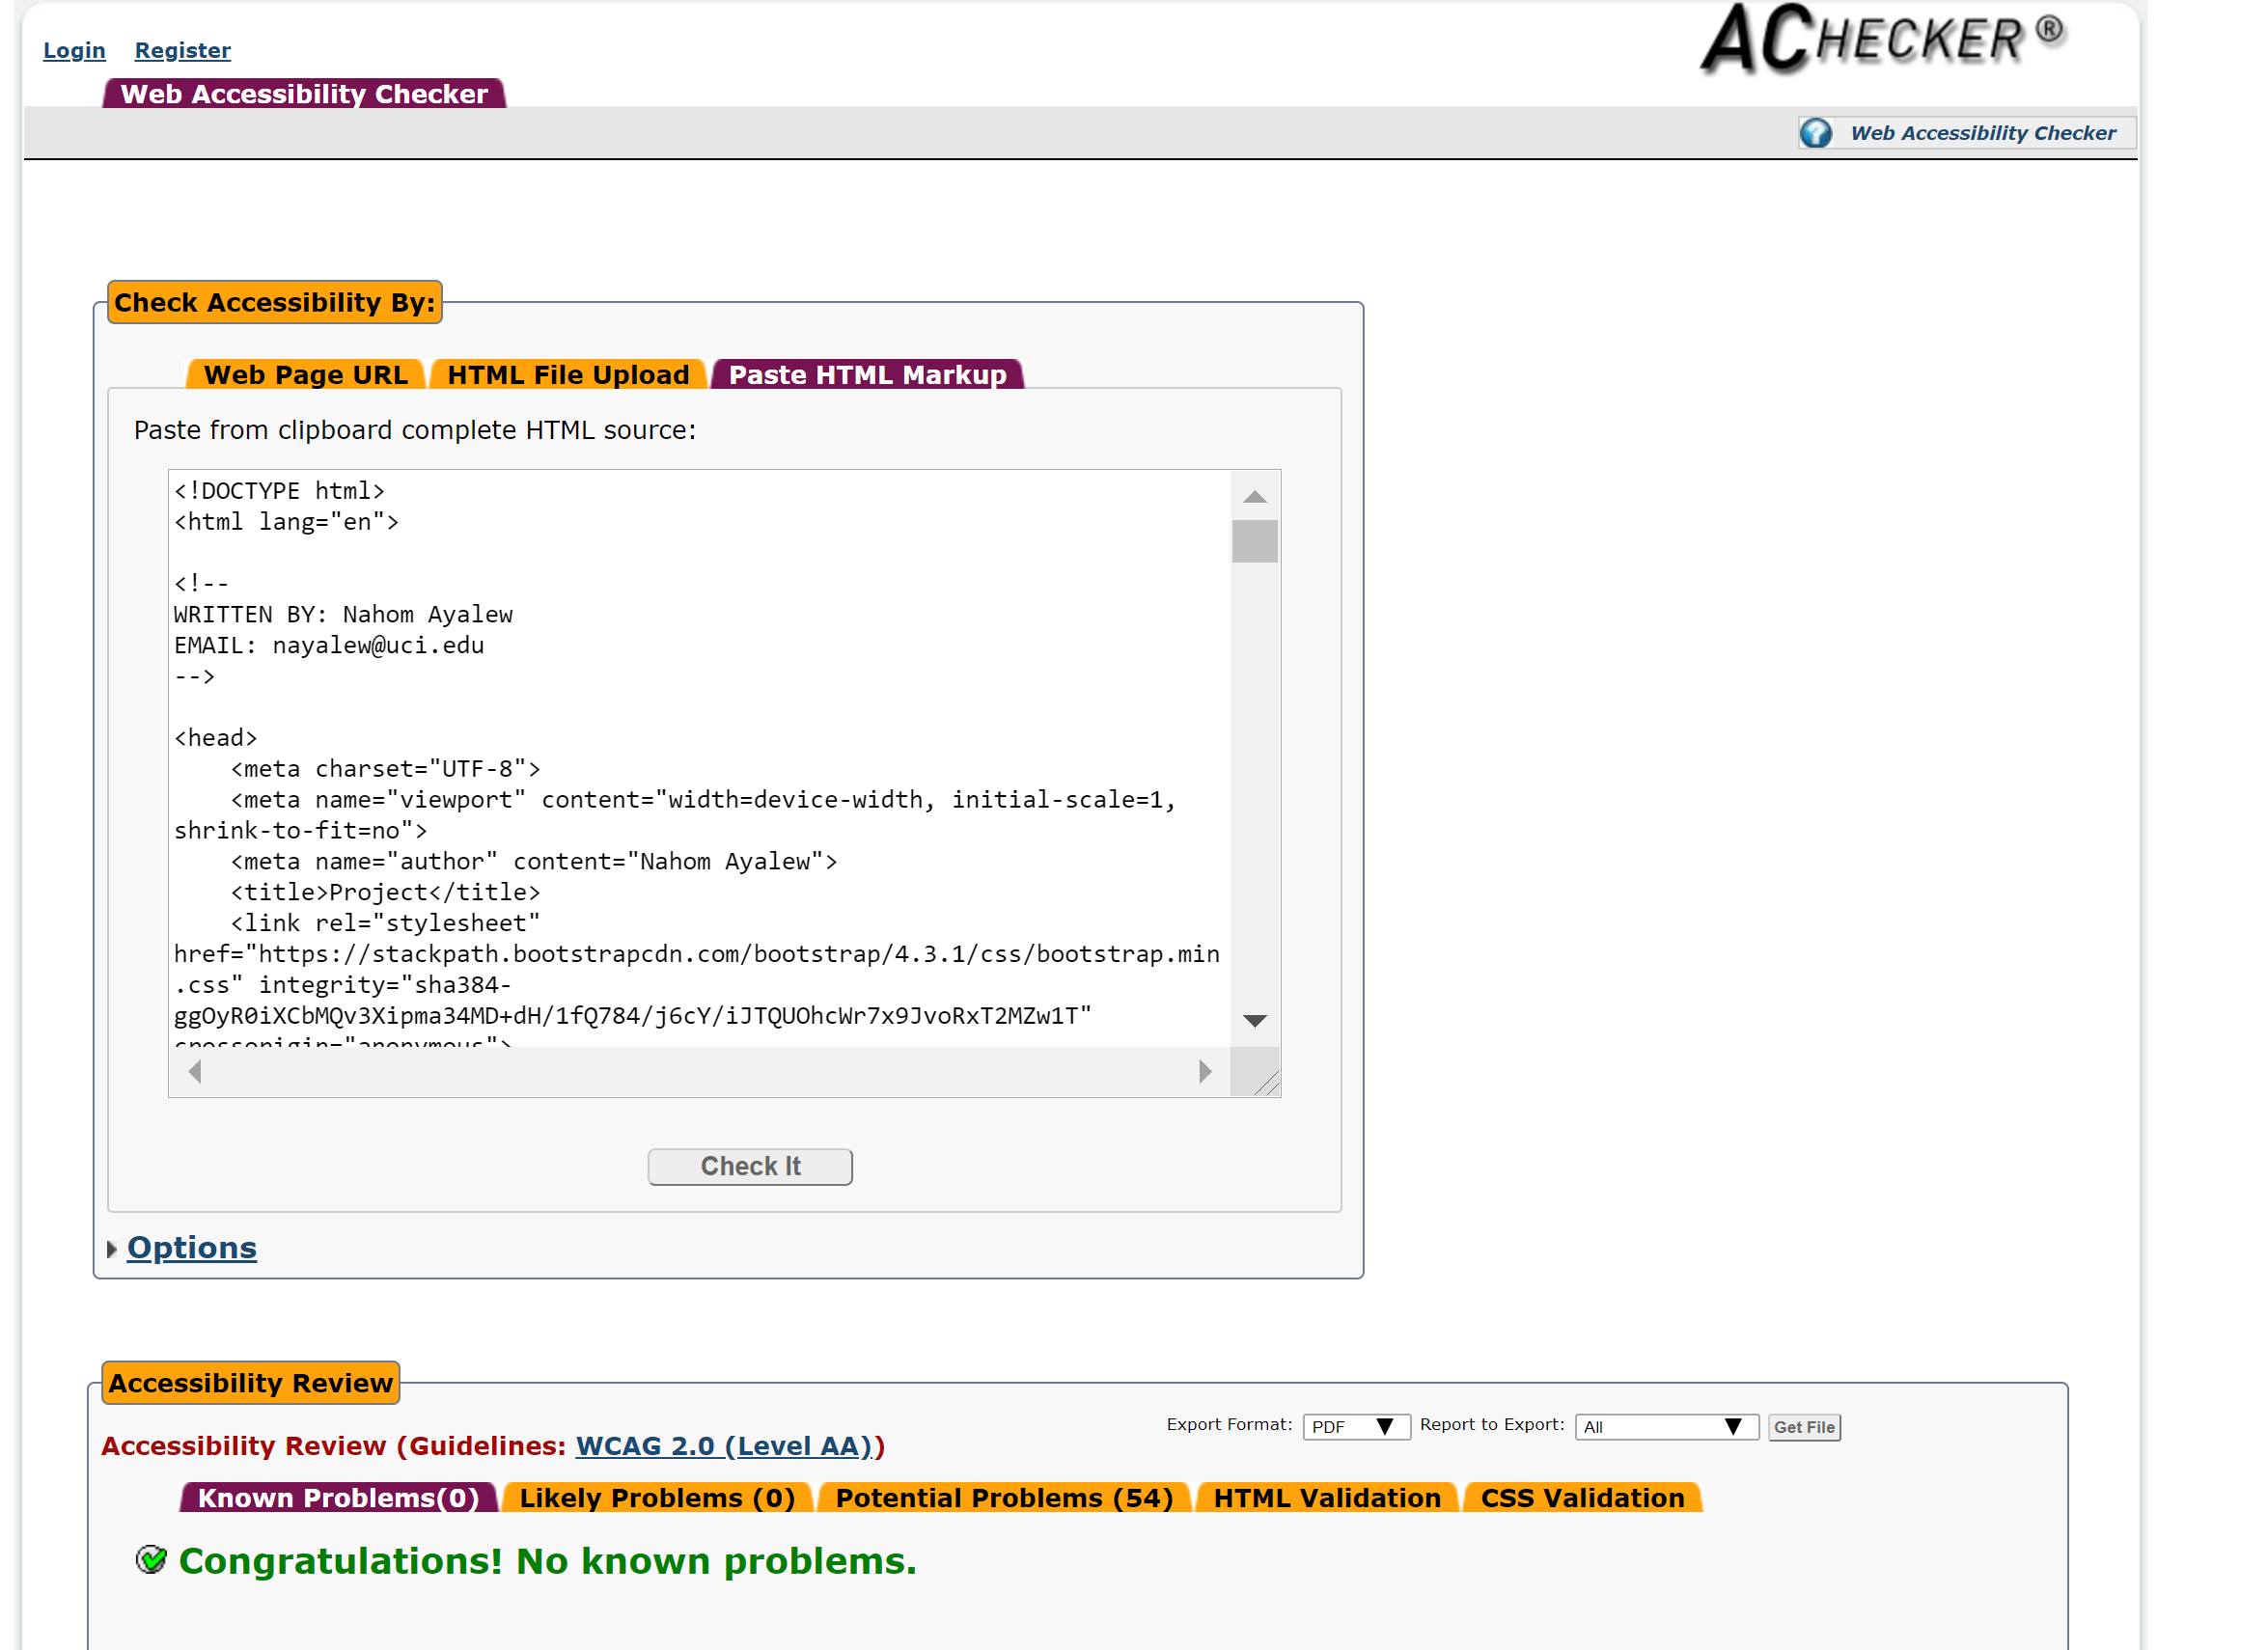 Login Register
ACHECKER ®
Web Accessibility Checker
Web Accessibility Checker
Check Accessibility By:
Web Page URL HTML File Upload Paste HTML Markup
Paste from clipboard complete HTML source:
<!DOCTYPE html>
<html lang="en">
<!--
WRITTEN BY: Nahom Ayalew
EMAIL: nayalew@uci.edu
-->
<head>
<meta charset="UTF-8">
<meta name="viewport" content="width=device-width, initial-scale=1,
shrink-to-fit=no">
<meta name="author" content="Nahom Ayalew">
<title>Project</title>
<link rel="stylesheet"
href="https://stackpath.bootstrapcdn.com/bootstrap/4.3.1/css/bootstrap.min
.css" integrity="sha384-
ggOyR0iXCbMQv3Xipma34MD+dH/1fQ784/j6cY/iJTQUOhcWr7x9JvoRxT2MZw1T"
crossorigin="anonymous">
Check It
Options
Accessibility Review
Export Format: PDF Report to Export: All Get File
Accessibility Review (Guidelines: WCAG 2.0 (Level AA))
Known Problems(0) Likely Problems (0) Potential Problems (54) HTML Validation CSS Validation
Congratulations! No known problems.